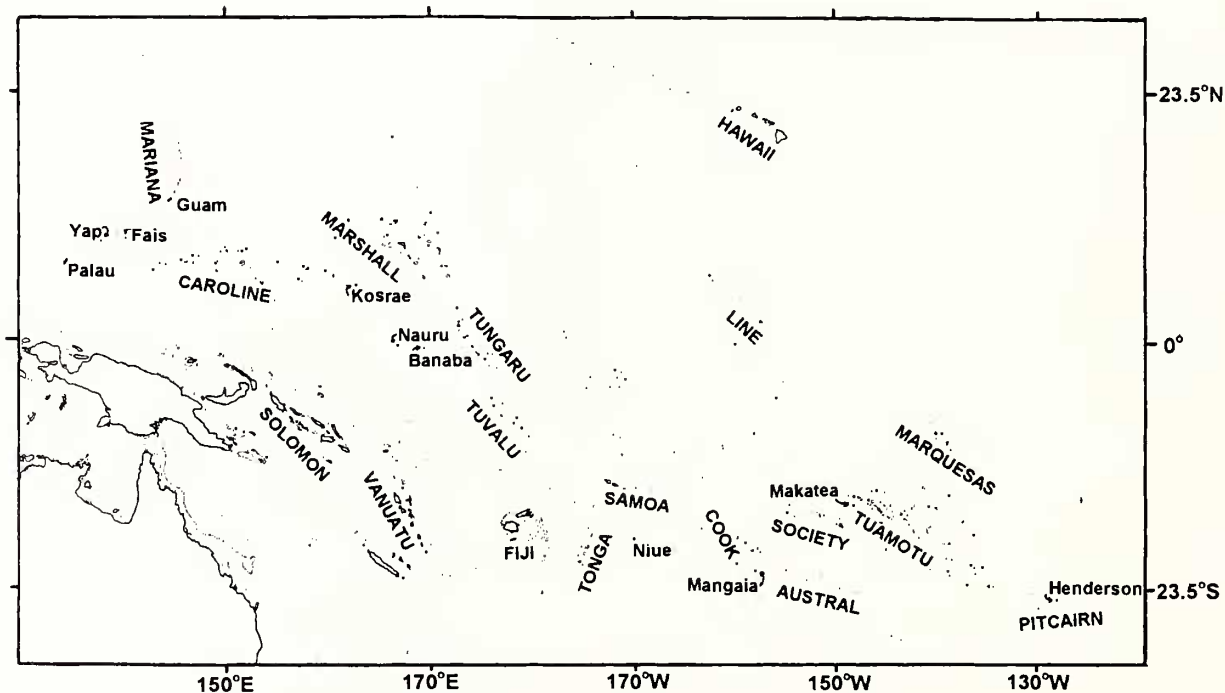 23.5°N
HAWAII
MARIANA
Guam
Yap
Fais
Palau
MARSHALL
CAROLINE
Kosrae
TUNGARU
LINE
Nauru
0°
Banaba
SOLOMON
TUVALU
MARQUESAS
VANUATU
Makatea
SAMOA
COOK
SOCIETY
TUAMOTU
FIJI
TONGA
Niue
Mangaia
AUSTRAL
Henderson
23.5°S
PITCAIRN
150°E
170°E
170°W
150°W
130°W